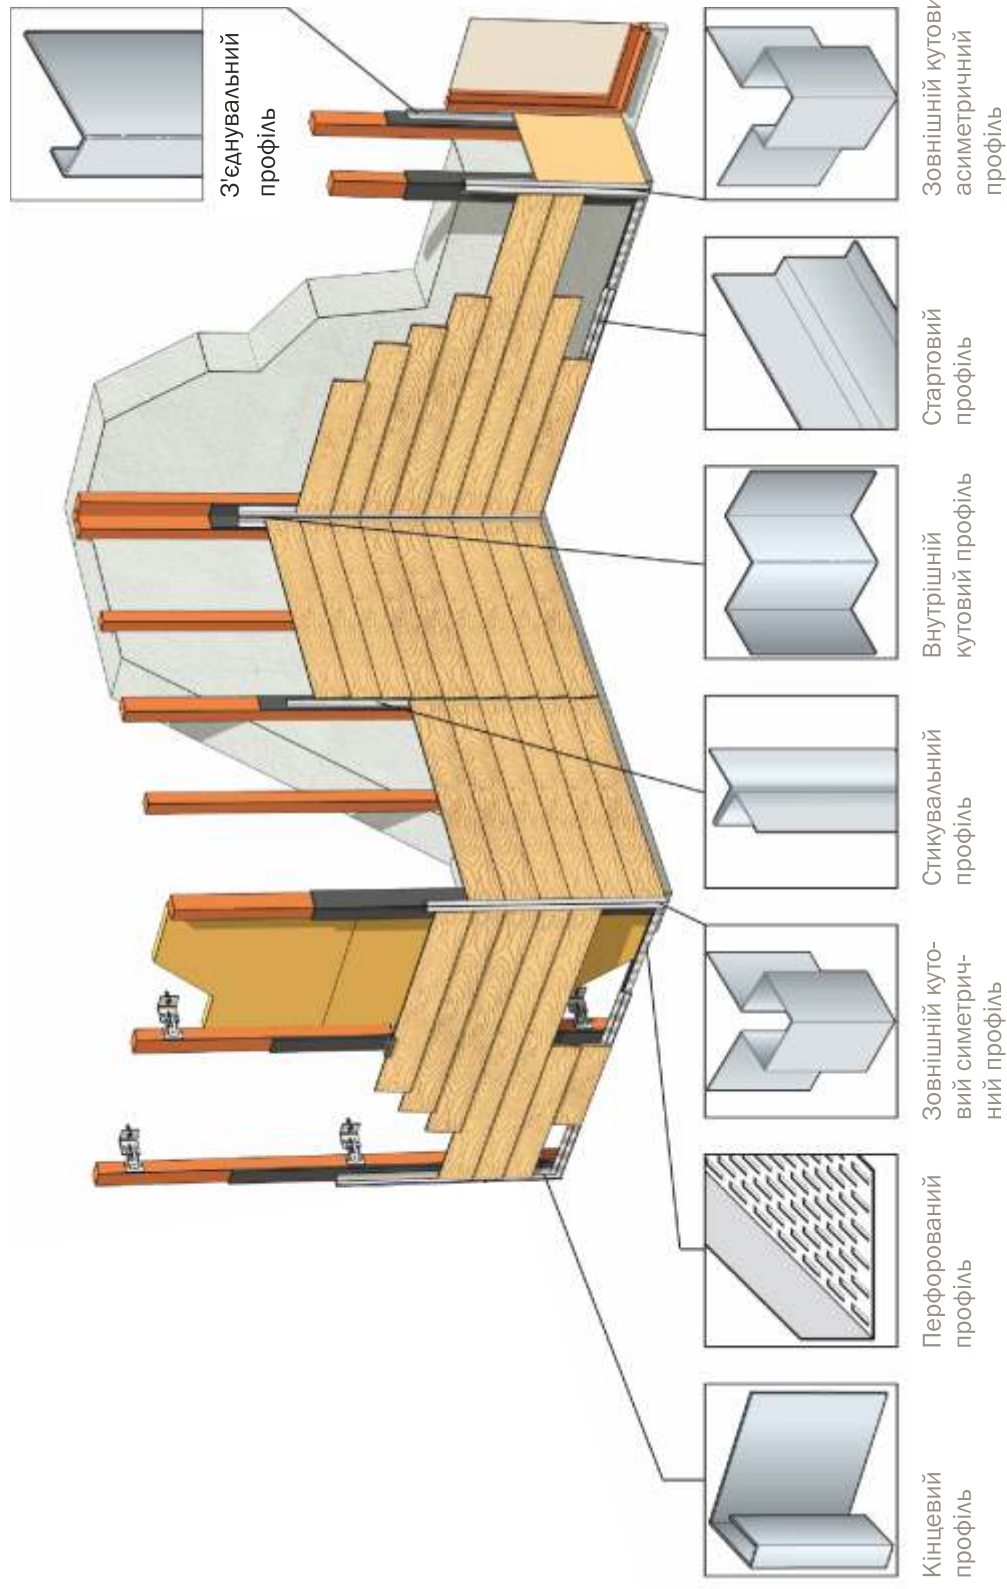 З'єднувальний
профіль
Кінцевий
профіль
Перфорований
профіль
Зовнішній куто-
вий симетрич-
ний профіль
Стикувальний
профіль
Внутрішній
кутовий профіль
Стартовий
профіль
Зовнішній кутови
асиметричний
профіль